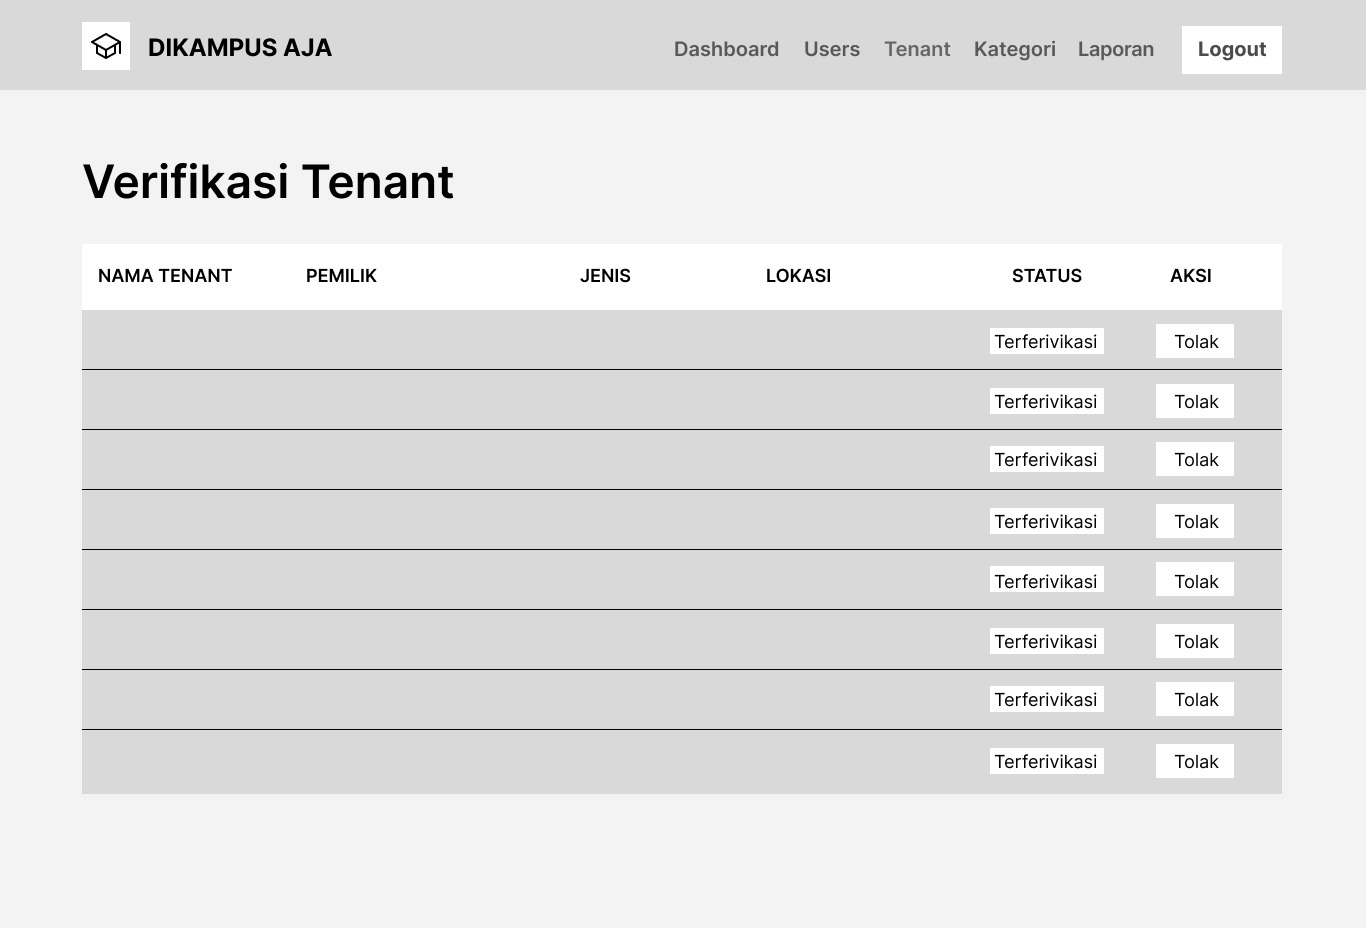 DIKAMPUS AJA
Dashboard Users Tenant Kategori Laporan Logout
Verifikasi Tenant
NAMA TENANT PEMILIK JENIS LOKASI STATUS AKSI
Terferivikasi Tolak
Terferivikasi Tolak
Terferivikasi Tolak
Terferivikasi Tolak
Terferivikasi Tolak
Terferivikasi Tolak
Terferivikasi Tolak
Terferivikasi Tolak